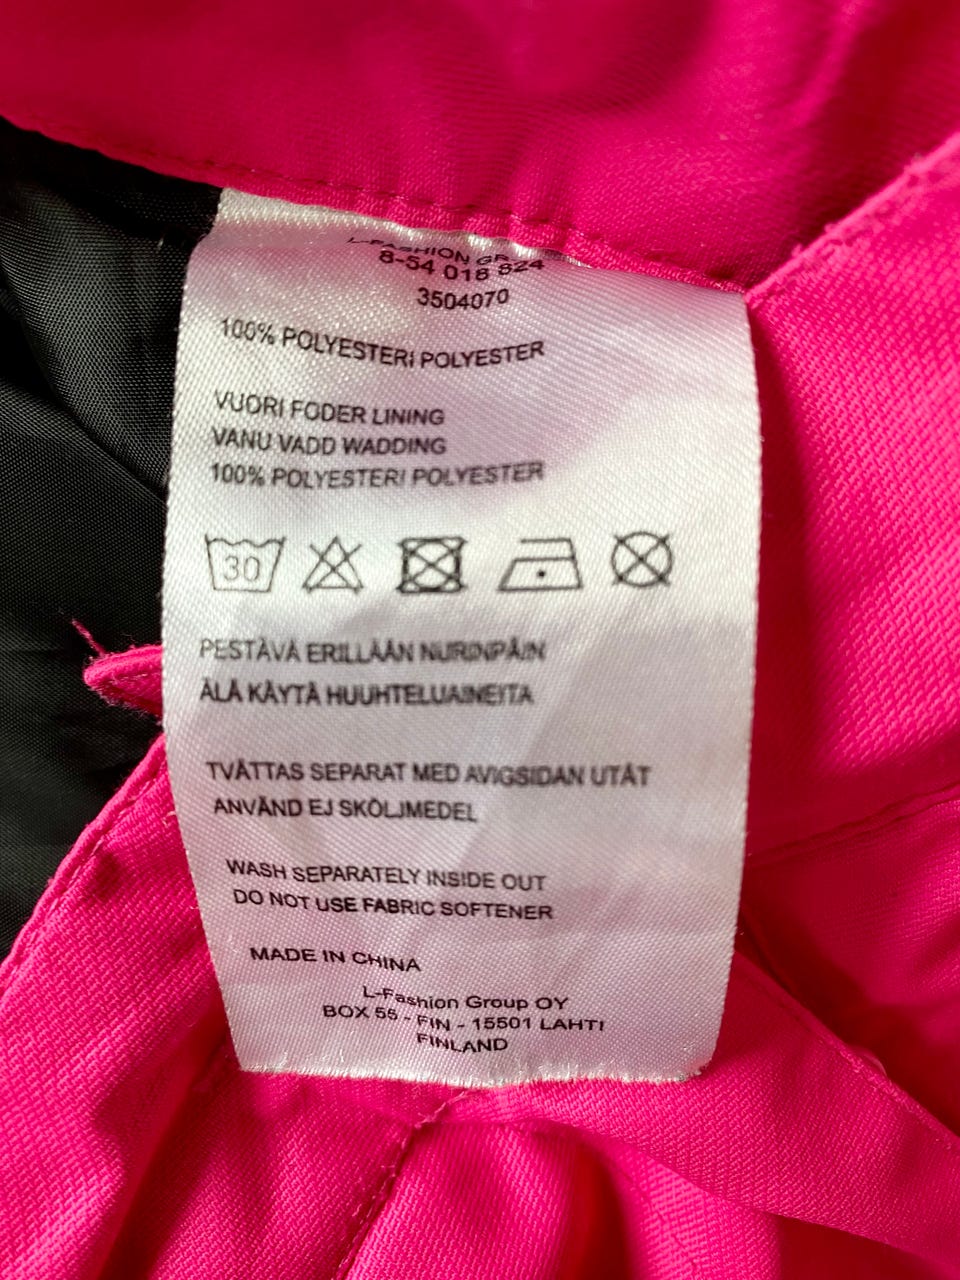 L-FASHION
8-54 018 824
3504070
100% POLYESTERI POLYESTER
VUORI FODER LINING
VANU VADD WADDING
100% POLYESTERI POLYESTER
30
PESTÄVÄ ERILLÄÄN NURINPÄIN
ÄLÄ KÄYTÄ HUUHTELUAINEITA
TVÄTTAS SEPARAT MED AVIGSIDAN UTÅT
ANVÄND EJ SKÖLJMEDEL
WASH SEPARATELY INSIDE OUT
DO NOT USE FABRIC SOFTENER
MADE IN CHINA
L-Fashion Group OY
BOX 56 - FIN - 15501 LAHTI
FINLAND